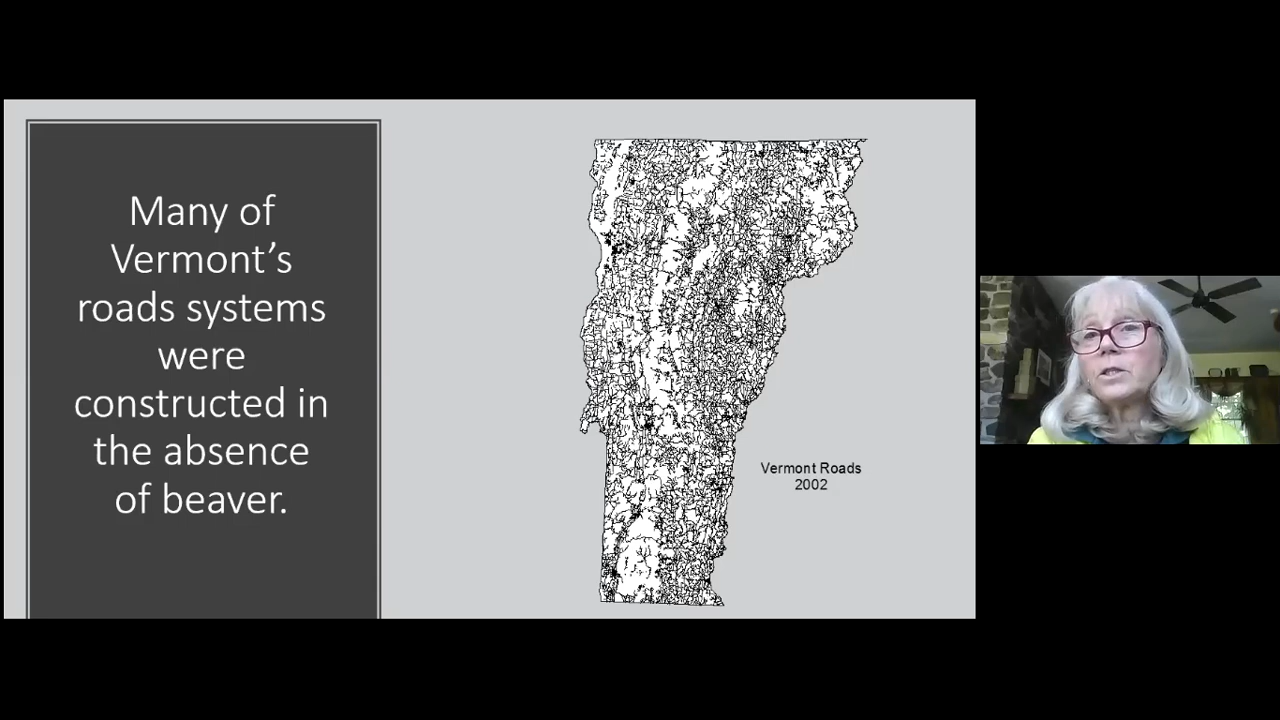 Many of
Vermont’s
roads systems
were
constructed in
the absence
of beaver.
Vermont Roads
2002